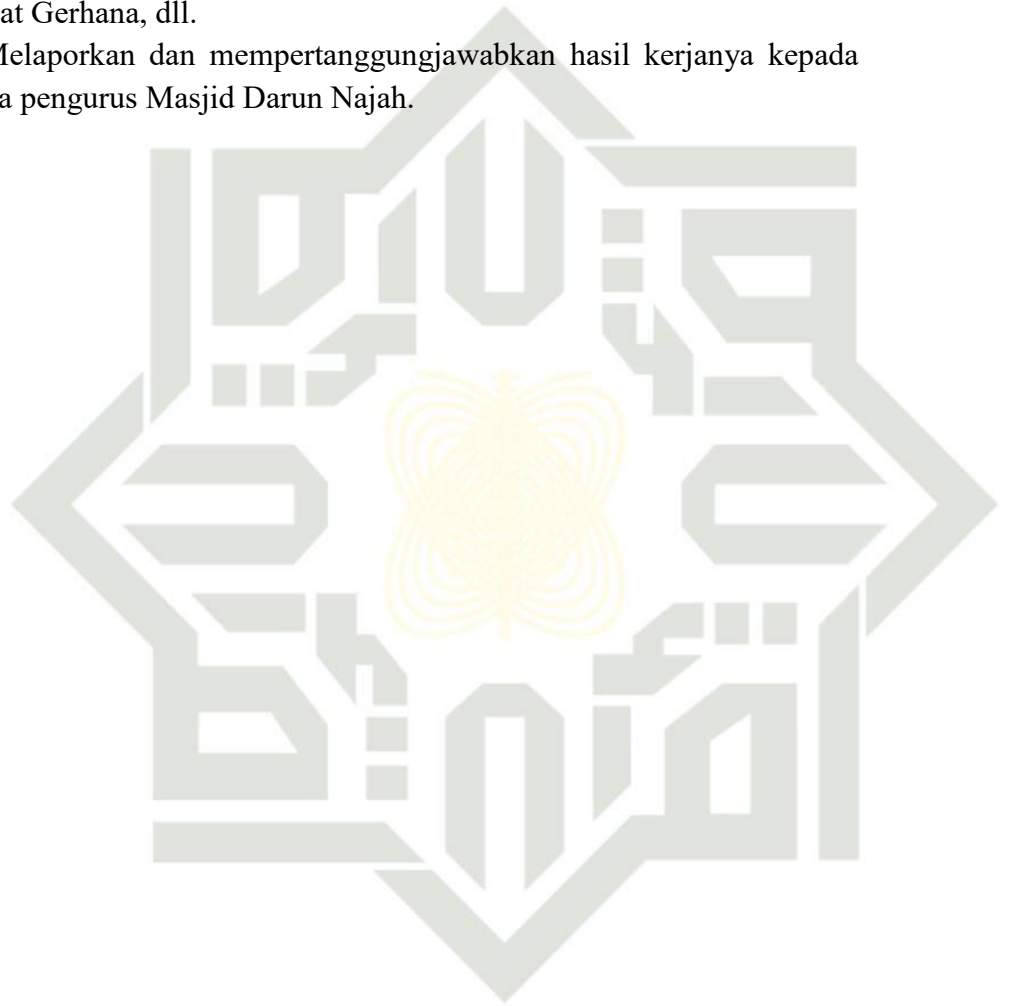 at Gerhana, dll.
Melaporkan dan mempertanggungjawabkan hasil kerjanya kepada
a pengurus Masjid Darun Najah.